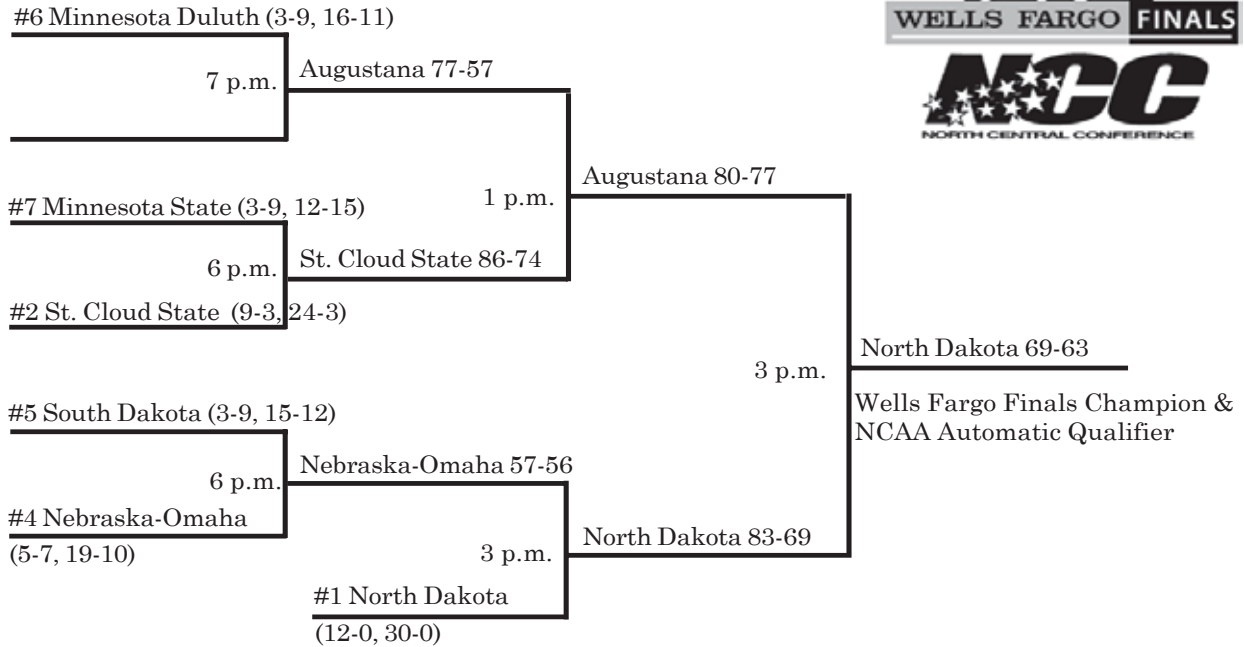 #6 Minnesota Duluth (3-9, 16-11)
WELLS FARGO FINALS
7 p.m.
Augustana 77-57
NCC
NORTH CENTRAL CONFERENCE
#7 Minnesota State (3-9, 12-15)
1 p.m.
Augustana 80-77
6 p.m.
St. Cloud State 86-74
#2 St. Cloud State (9-3, 24-3)
3 p.m.
North Dakota 69-63
Wells Fargo Finals Champion &
NCAA Automatic Qualifier
#5 South Dakota (3-9, 15-12)
6 p.m.
Nebraska-Omaha 57-56
#4 Nebraska-Omaha
(5-7, 19-10)
3 p.m.
North Dakota 83-69
#1 North Dakota
(12-0, 30-0)